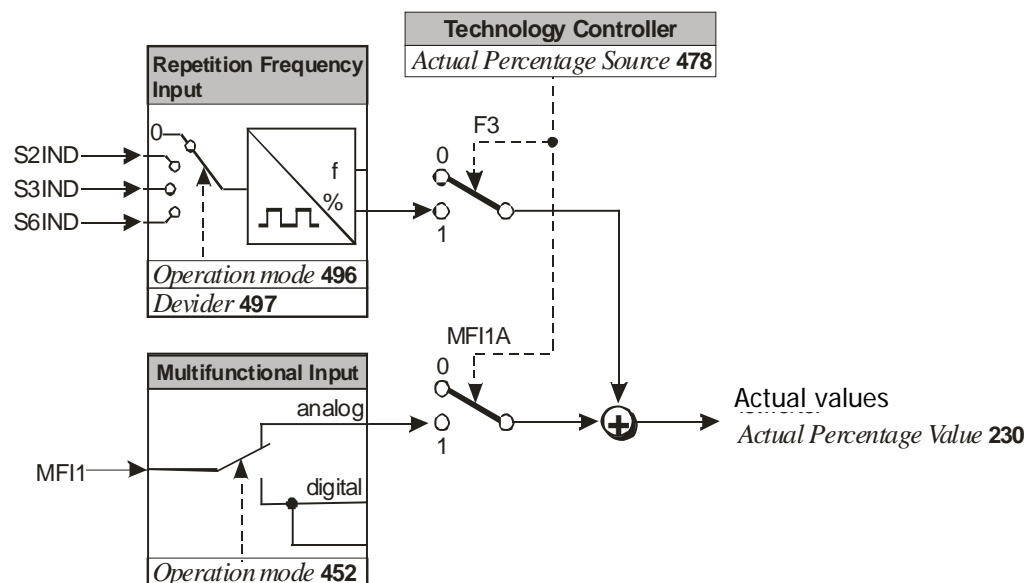 Technology Controller
Actual Percentage Source 478
Repetition Frequency
Input
0
S2IND
S3IND
S6IND
f
%
Operation mode 496
Devider 497
F3
0
1
Multifunctional Input
analog
digital
MFI1
Operation mode 452
MFI1A
0
1
+
Actual values
Actual Percentage Value 230